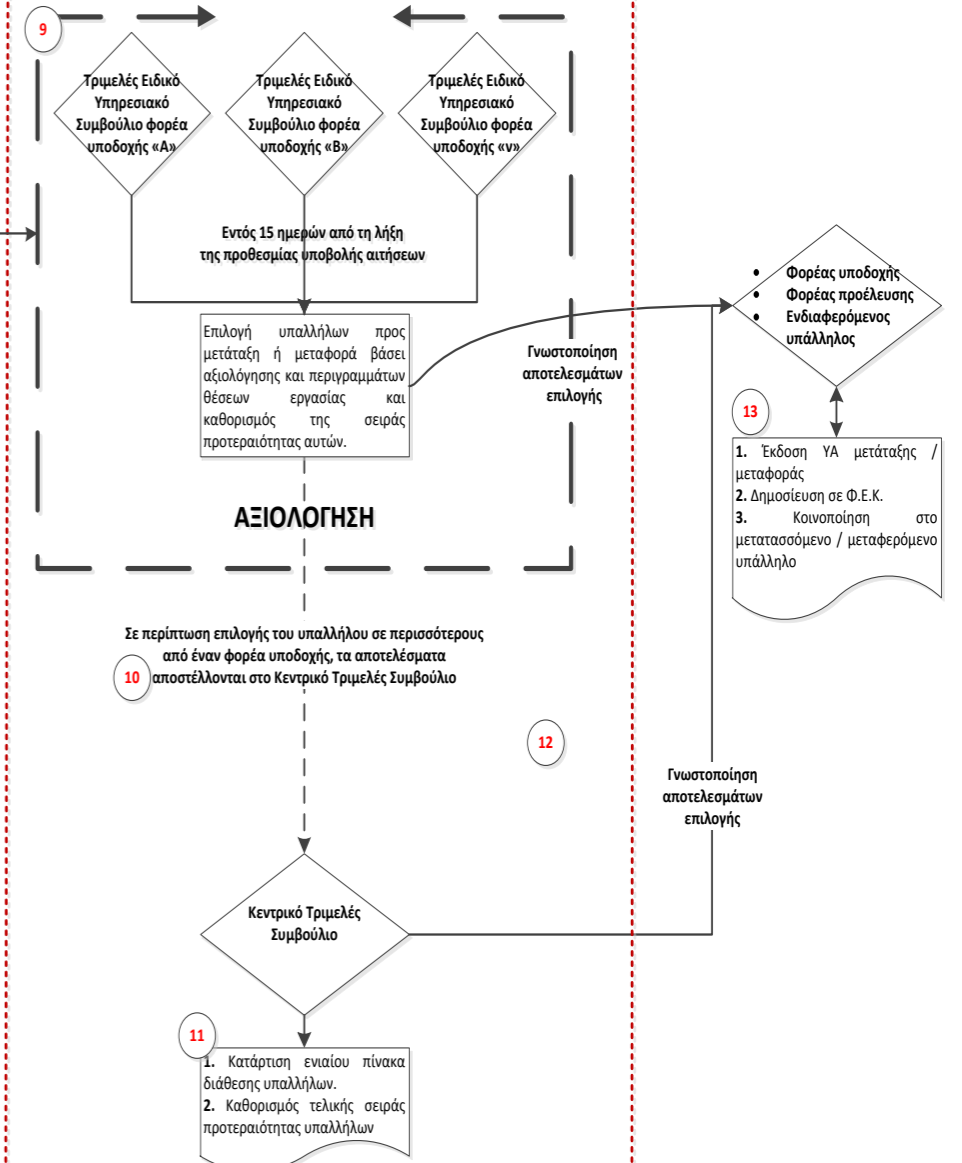 9
Τριμελές Ειδικό
Υπηρεσιακό
Συμβούλιο φορέα
υποδοχής «Α»
Τριμελές Ειδικό
Υπηρεσιακό
Συμβούλιο φορέα
υποδοχής «Β»
Τριμελές Ειδικό
Υπηρεσιακό
Συμβούλιο φορέα
υποδοχής «ν»
Εντός 15 ημερών από τη λήξη
της προθεσμίας υποβολής αιτήσεων
Επιλογή υπαλλήλων προς
μετάταξη ή μεταφορά βάσει
αξιολόγησης και περιγραμμάτων
θέσεων εργασίας και
καθορισμός της σειράς
προτεραιότητας αυτών.
ΑΞΙΟΛΟΓΗΣΗ
Γνωστοποίηση
αποτελεσμάτων
επιλογής
• Φορέας υποδοχής
• Φορέας προέλευσης
• Ενδιαφερόμενος
υπάλληλος
13
1. Έκδοση ΥΑ μετάταξης /
μεταφοράς
2. Δημοσίευση σε Φ.Ε.Κ.
3. Κοινοποίηση στο
μετατασσόμενο / μεταφερόμενο
υπάλληλο
Σε περίπτωση επιλογής του υπαλλήλου σε περισσότερους
από έναν φορέα υποδοχής, τα αποτελέσματα
10 αποστέλλονται στο Κεντρικό Τριμελές Συμβούλιο
12
Γνωστοποίηση
αποτελεσμάτων
επιλογής
Κεντρικό Τριμελές
Συμβούλιο
11
1. Κατάρτιση ενιαίου πίνακα
διάθεσης υπαλλήλων.
2. Καθορισμός τελικής σειράς
προτεραιότητας υπαλλήλων